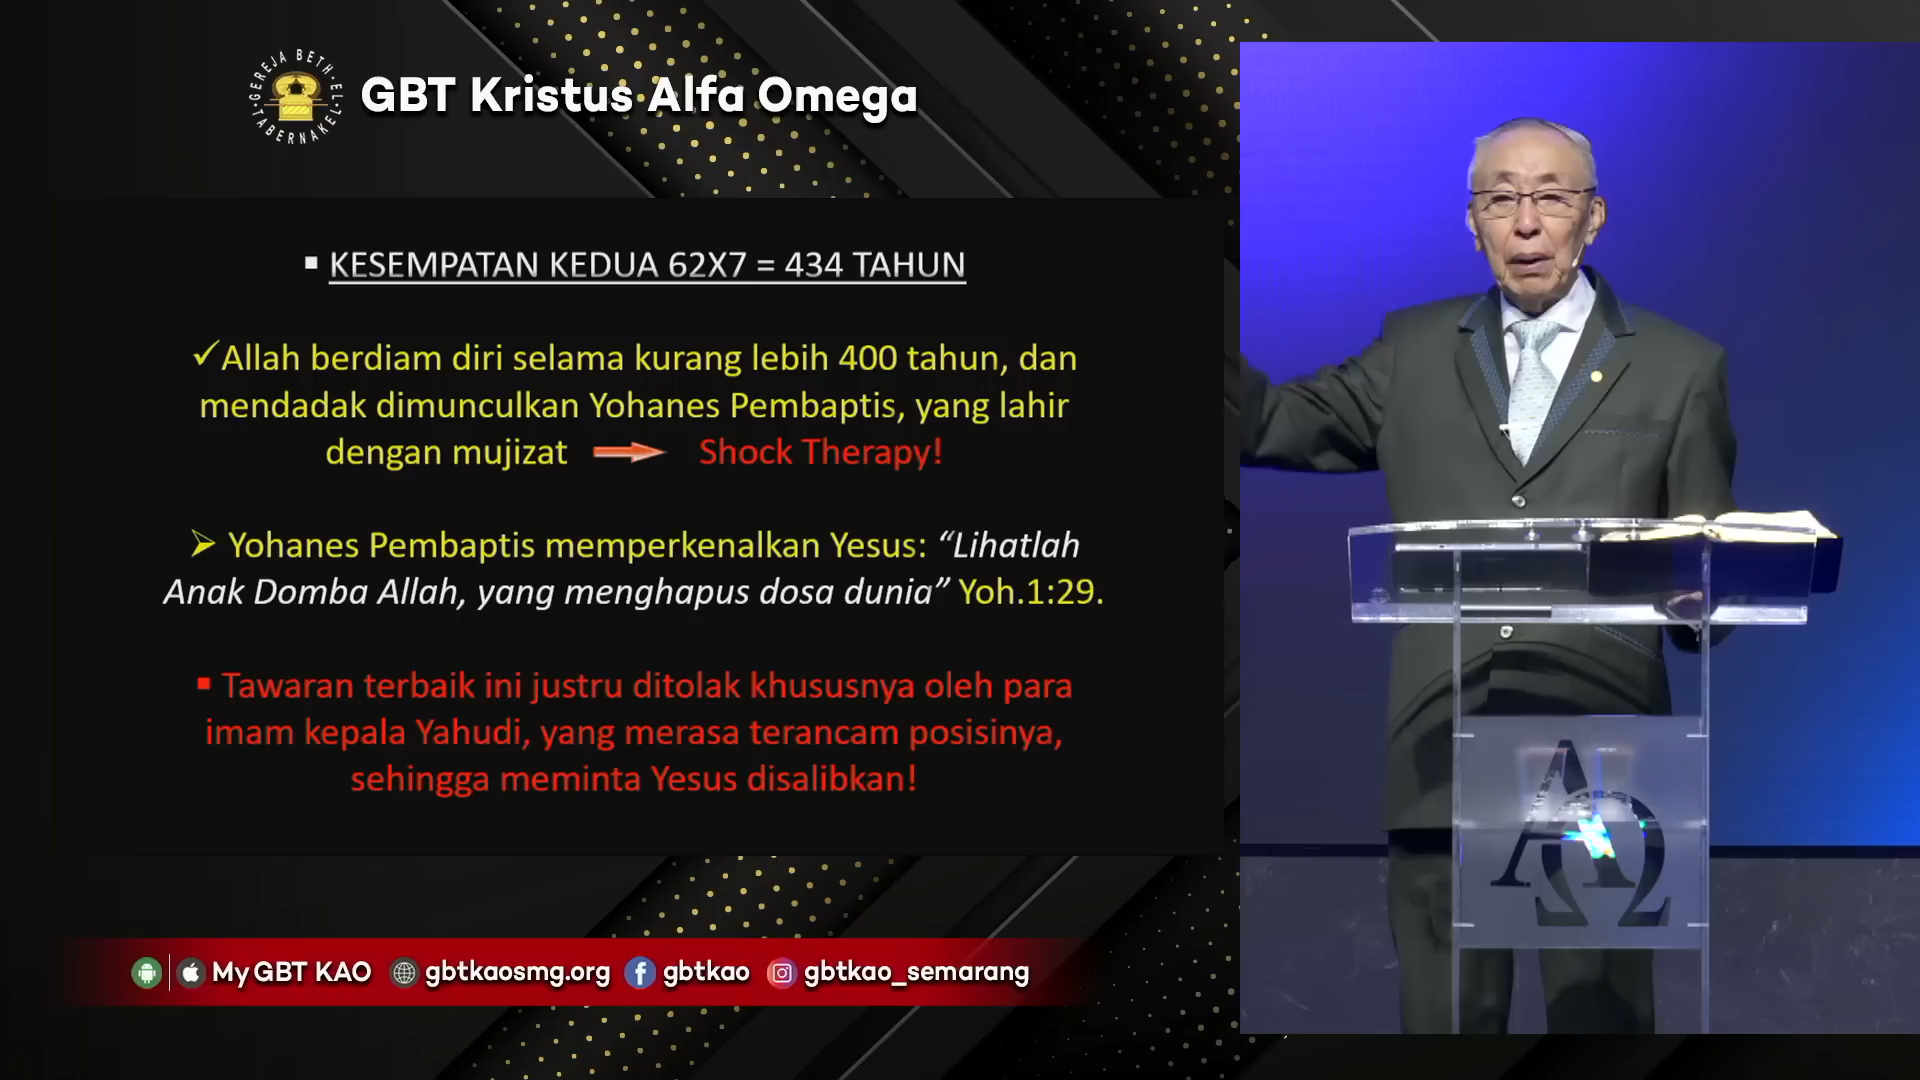 GEREJA BETH-EL
TABERNAKEL
GBT Kristus Alfa Omega
▪ KESEMPATAN KEDUA 62X7 = 434 TAHUN
✓Allah berdiam diri selama kurang lebih 400 tahun, dan
mendadak dimunculkan Yohanes Pembaptis, yang lahir
dengan mujizat Shock Therapy!
➢ Yohanes Pembaptis memperkenalkan Yesus: “Lihatlah
Anak Domba Allah, yang menghapus dosa dunia” Yoh.1:29.
▪ Tawaran terbaik ini justru ditolak khususnya oleh para
imam kepala Yahudi, yang merasa terancam posisinya,
sehingga meminta Yesus disalibkan!
My GBT KAO gbtkaosmg.org gbtkao gbtkao_semarang
ΑΩ